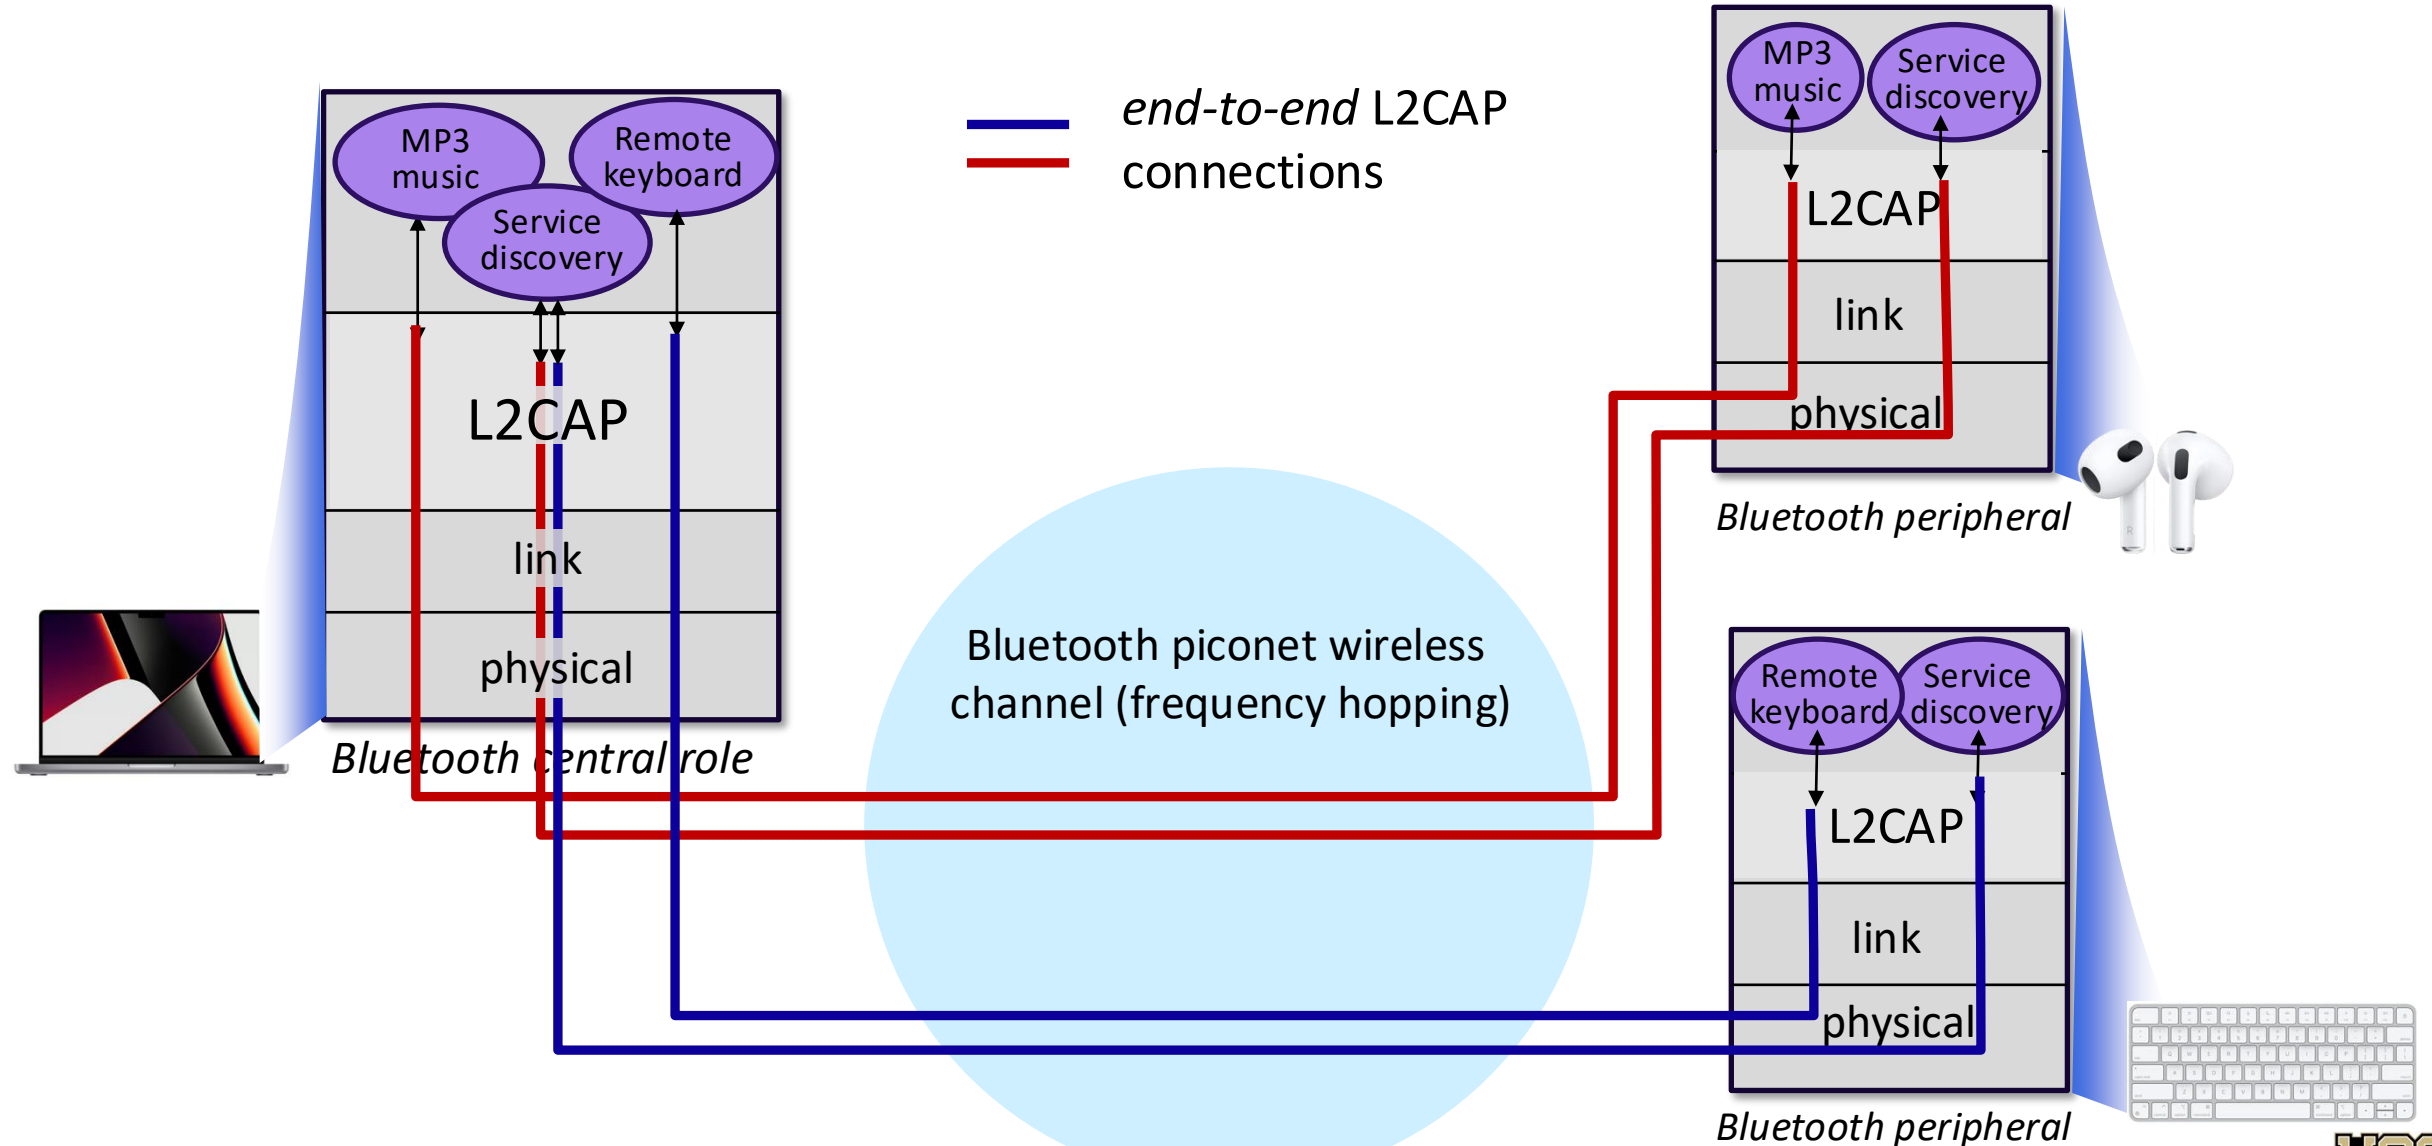 MP3
music
Remote
keyboard
Service
discovery
L2CAP
link
physical
Bluetooth central role
end-to-end L2CAP
connections
Bluetooth piconet wireless
channel (frequency hopping)
MP3
music
Service
discovery
L2CAP
link
physical
Bluetooth peripheral
Remote
keyboard
Service
discovery
L2CAP
link
physical
Bluetooth peripheral